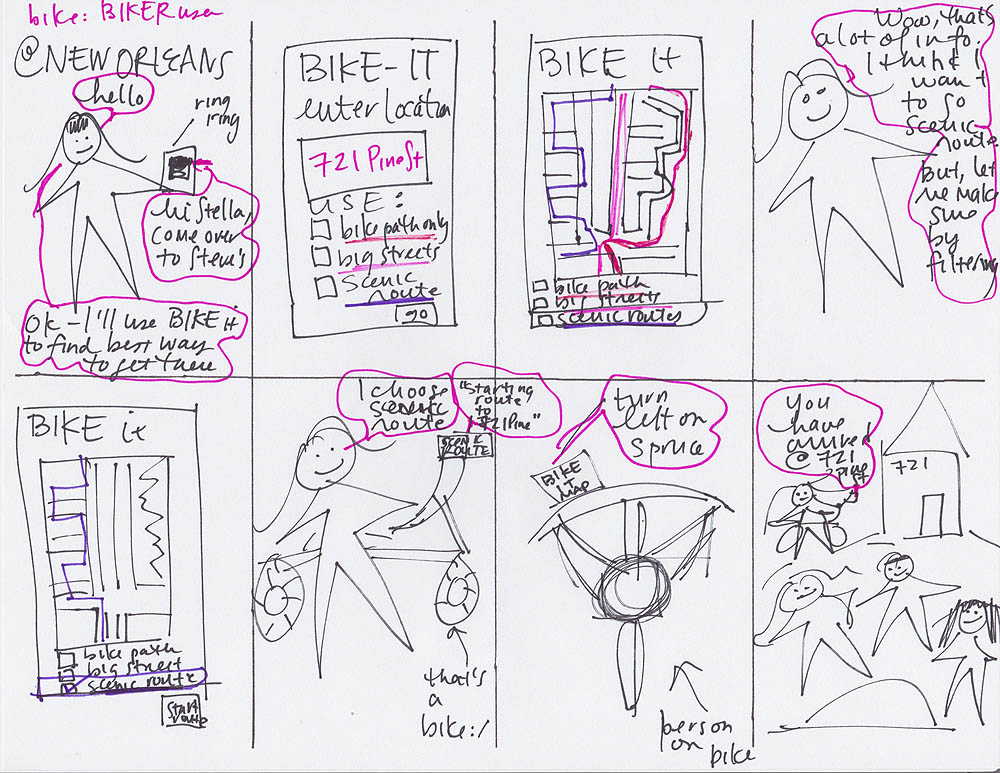 bike: BIKER user
@NEW ORLEANS
hello
ring
ring
hi Stella,
come over
to Steve's
OK - I'll use BIKE it
to find best way
to get there
BIKE-IT
enter location
721 Pine St
USE:
bike path only
big streets
scenic
route
go
BIKE it
bike path
big streets
scenic routes
Wow, that's
a lot of info.
I think I
want
to go
scenic
route
But, let
me make
sure
by
filtering
BIKE it
bike path
big street
scenic route
start
route
I choose
scenic
route
"starting
route
to
721 Pine"
SCENIC
ROUTE
that's
a
bike:/
turn
left on
spruce
BIKE
IT
MAP
person
on bike
you
have
arrived
@ 721
Pine
St
721